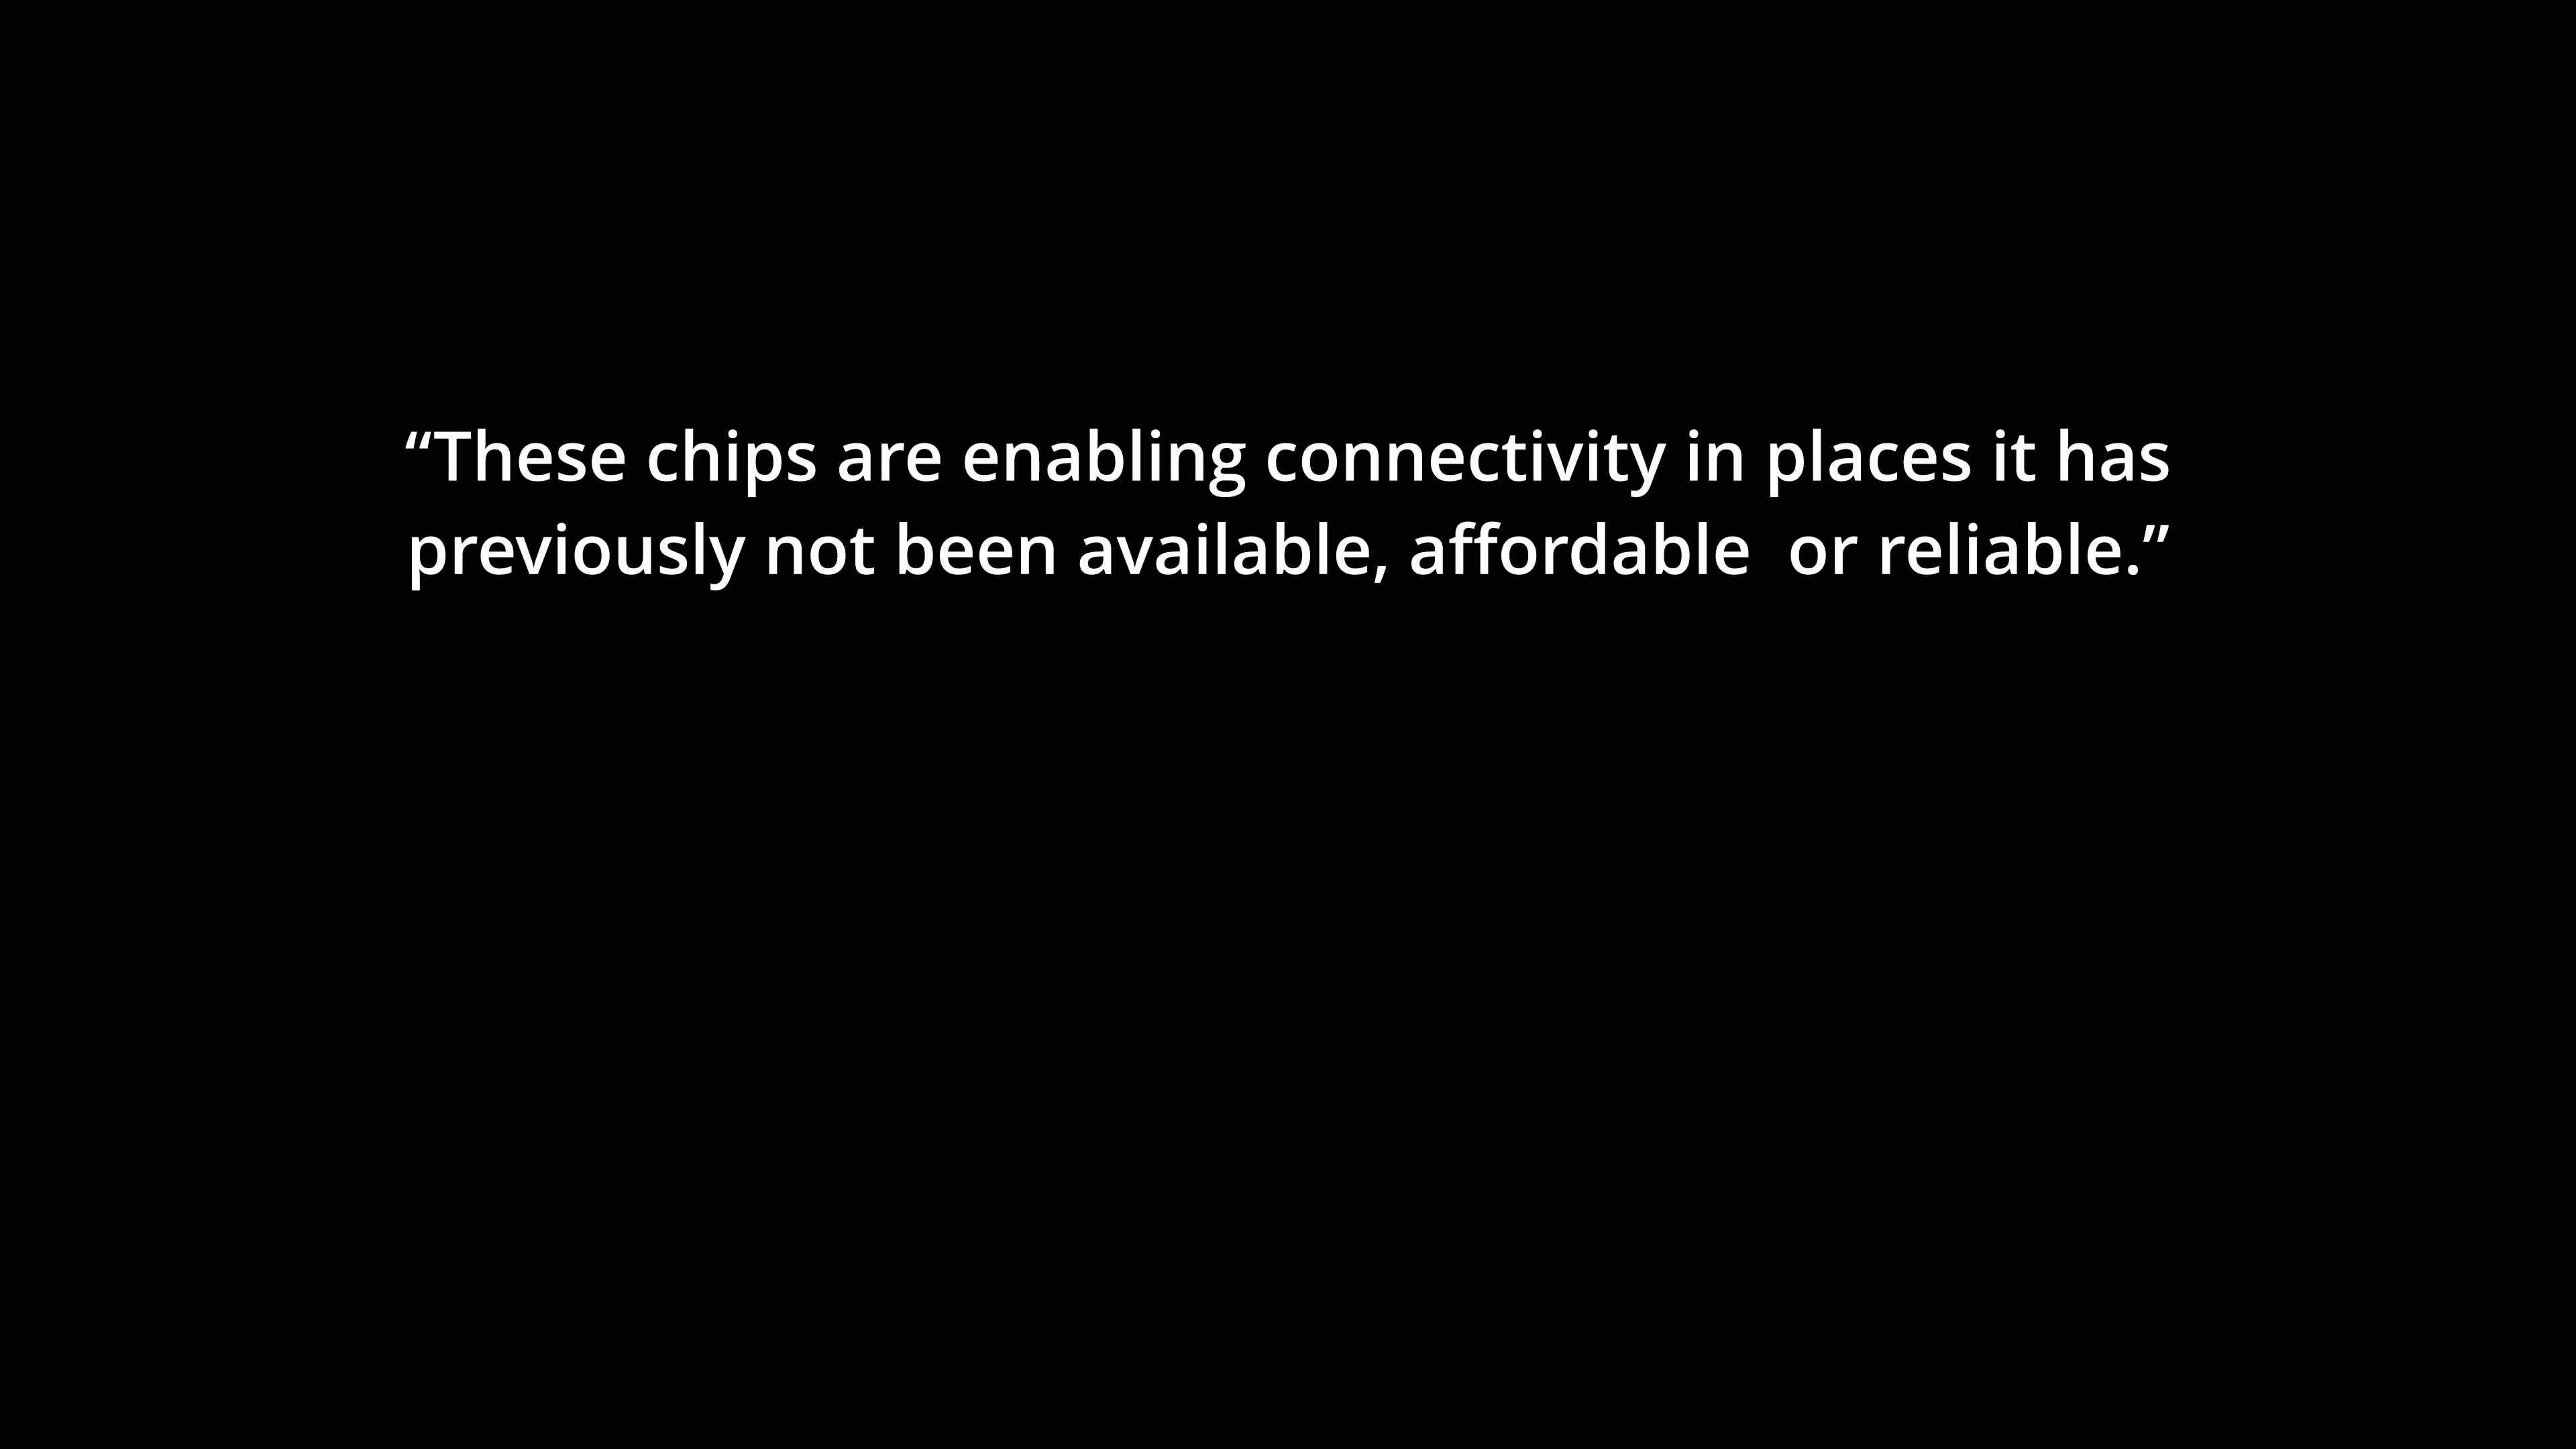 “These chips are enabling connectivity in places it has
previously not been available, affordable  or reliable.”